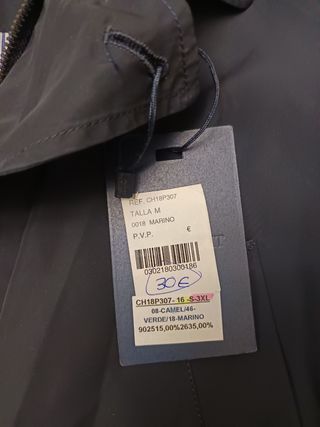 REF. CH18P307
TALLA M
0018 MARINO
P.V.P. €
0302180300186
30€
CH18P307- 16 -S-3XL
08-CAMEL/46-
VERDE/18-MARINO
902515,00%2635,00%